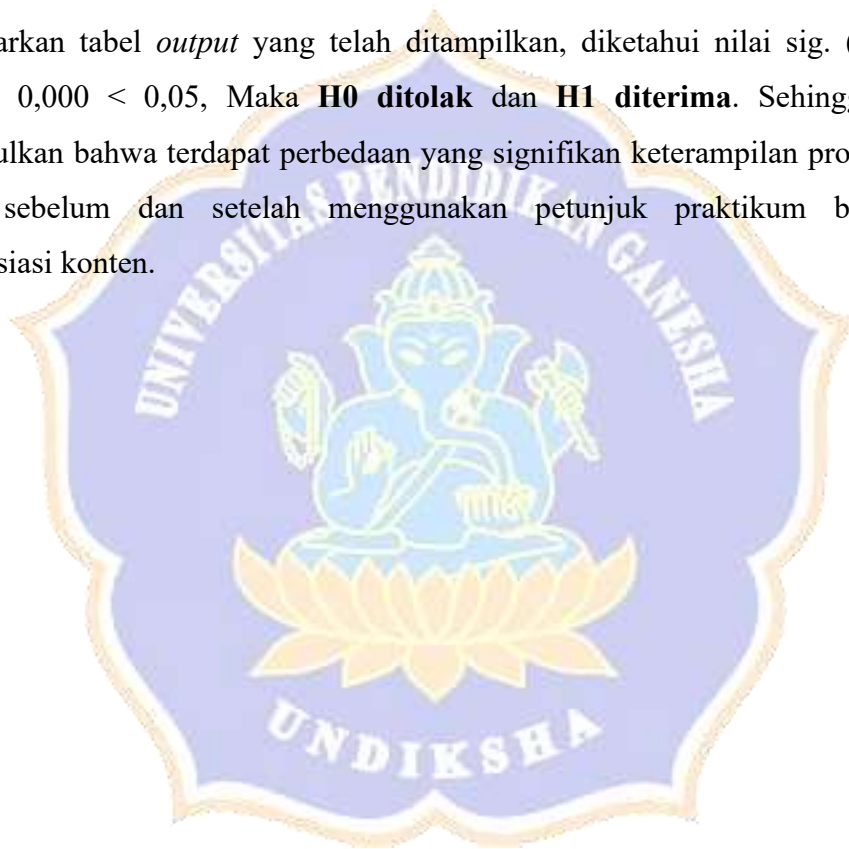 arkan tabel output yang telah ditampilkan, diketahui nilai sig. (
0,000 < 0,05, Maka H0 ditolak dan H1 diterima. Sehingg
ulkan bahwa terdapat perbedaan yang signifikan keterampilan pro
sebelum dan setelah menggunakan petunjuk praktikum b
siasi konten.
UNIVERSITAS PENDIDIKAN GANESHA
UNDIKSHA